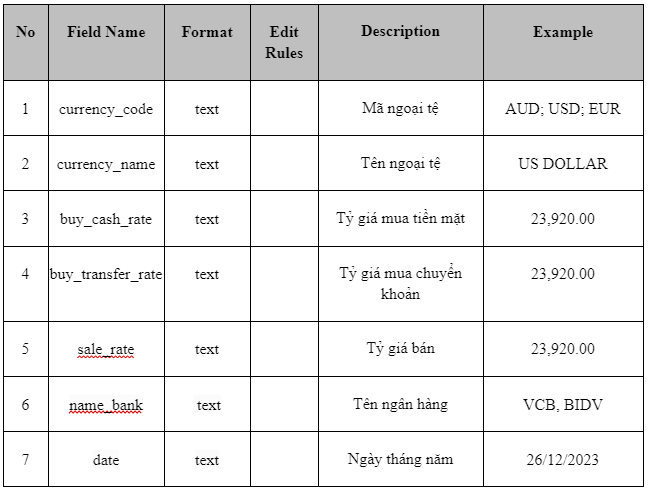 No Field Name Format Edit Rules Description Example
1 currency_code text Mã ngoại tệ AUD; USD; EUR
2 currency_name text Tên ngoại tệ US DOLLAR
3 buy_cash_rate text Tỷ giá mua tiền mặt 23,920.00
4 buy_transfer_rate text Tỷ giá mua chuyển khoản 23,920.00
5 sale_rate text Tỷ giá bán 23,920.00
6 name_bank text Tên ngân hàng VCB, BIDV
7 date text Ngày tháng năm 26/12/2023